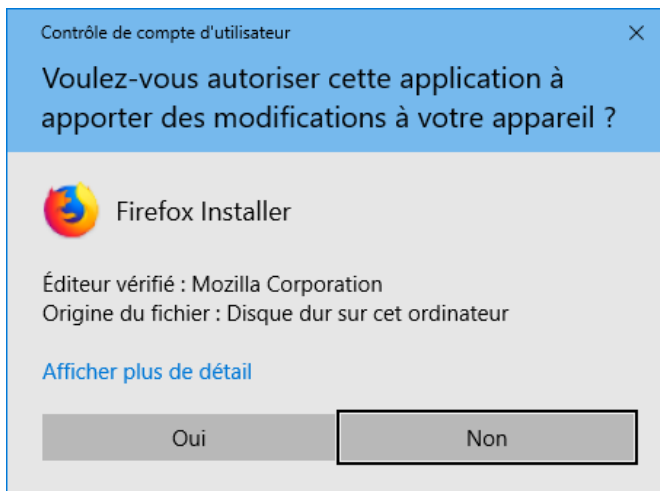 Contrôle de compte d'utilisateur
Voulez-vous autoriser cette application à
apporter des modifications à votre appareil ?
Firefox Installer
Éditeur vérifié : Mozilla Corporation
Origine du fichier : Disque dur sur cet ordinateur
Afficher plus de détail
Oui
Non